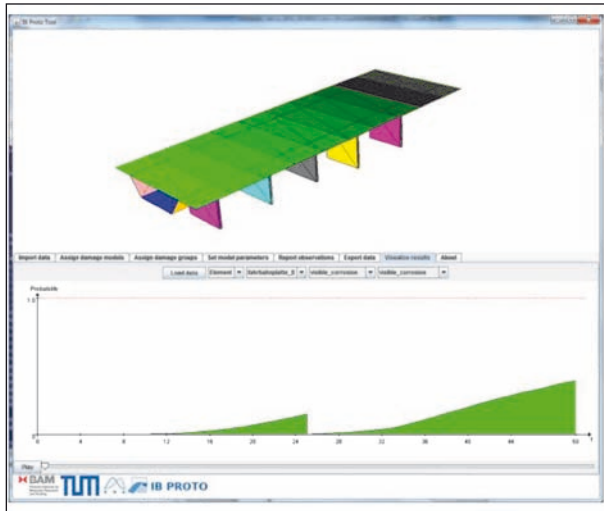 IB Proto Tool
Import data Assign damage models Assign damage groups Set model parameters Report observations Export data Visualize results About
Load data Element visible_corrosion visible_corrosion
Probability
1.0
0
0 4 8 12 16 20 24 28 32 36 40 44 50
t
Play
BAM TUM IB PROTO